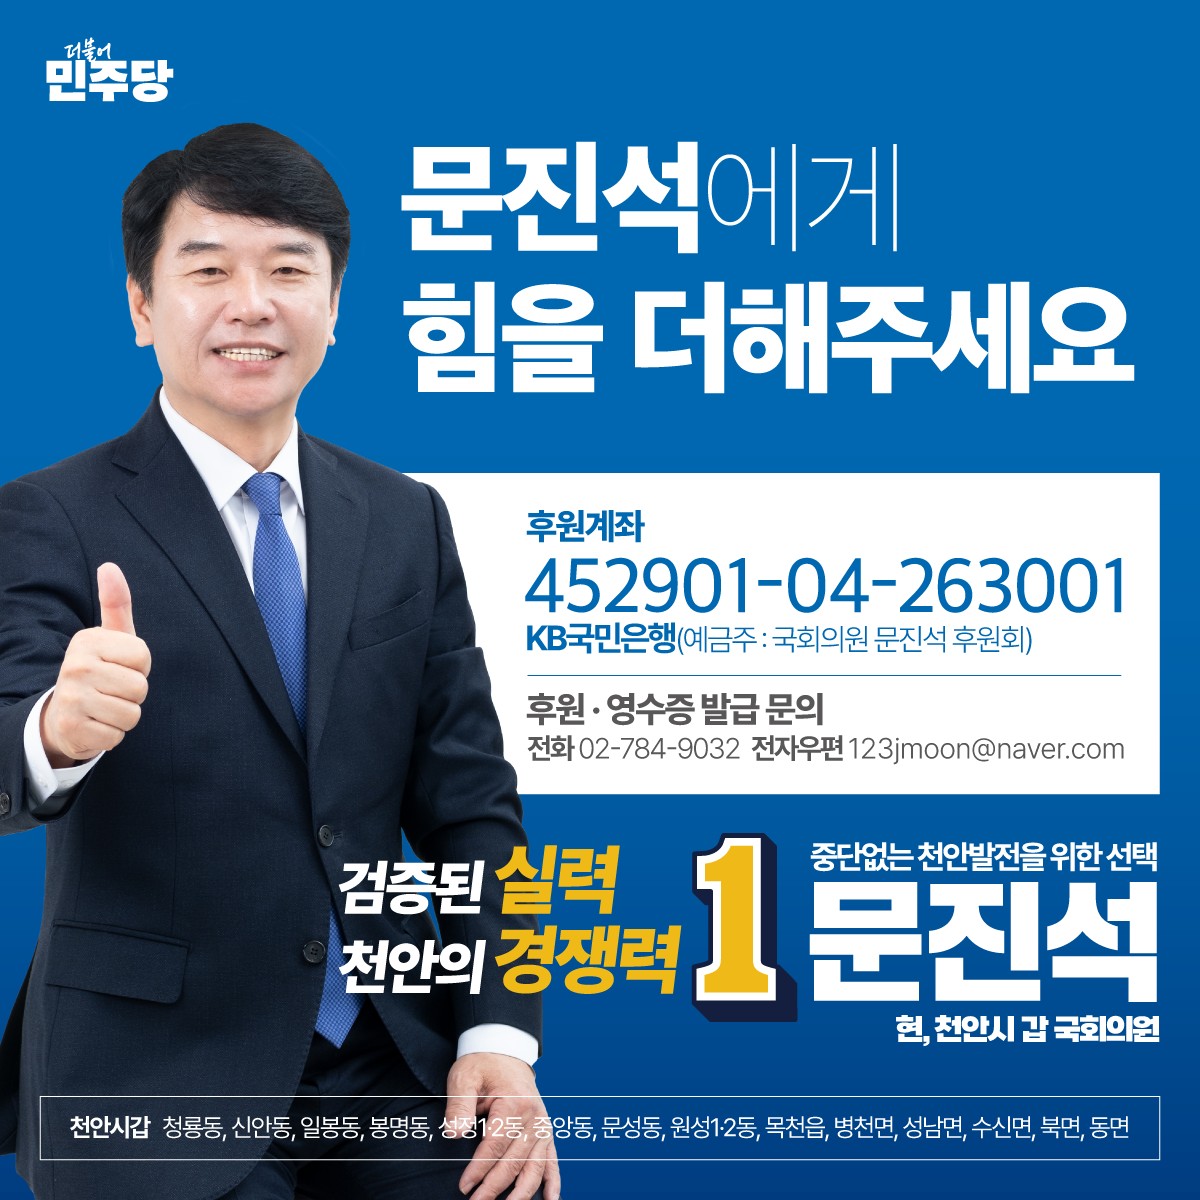 더불어
민주당
문진석에게
힘을 더해주세요
후원계좌
452901-04-263001
KB국민은행(예금주 : 국회의원 문진석 후원회)
후원 · 영수증 발급 문의
전화 02-784-9032 전자우편 123jmoon@naver.com
검증된 실력
천안의 경쟁력
1
중단없는 천안발전을 위한 선택
문진석
현, 천안시 갑 국회의원
천안시갑 청룡동, 신안동, 일봉동, 봉명동, 성정1·2동, 중앙동, 문성동, 원성1·2동, 목천읍, 병천면, 성남면, 수신면, 북면, 동면